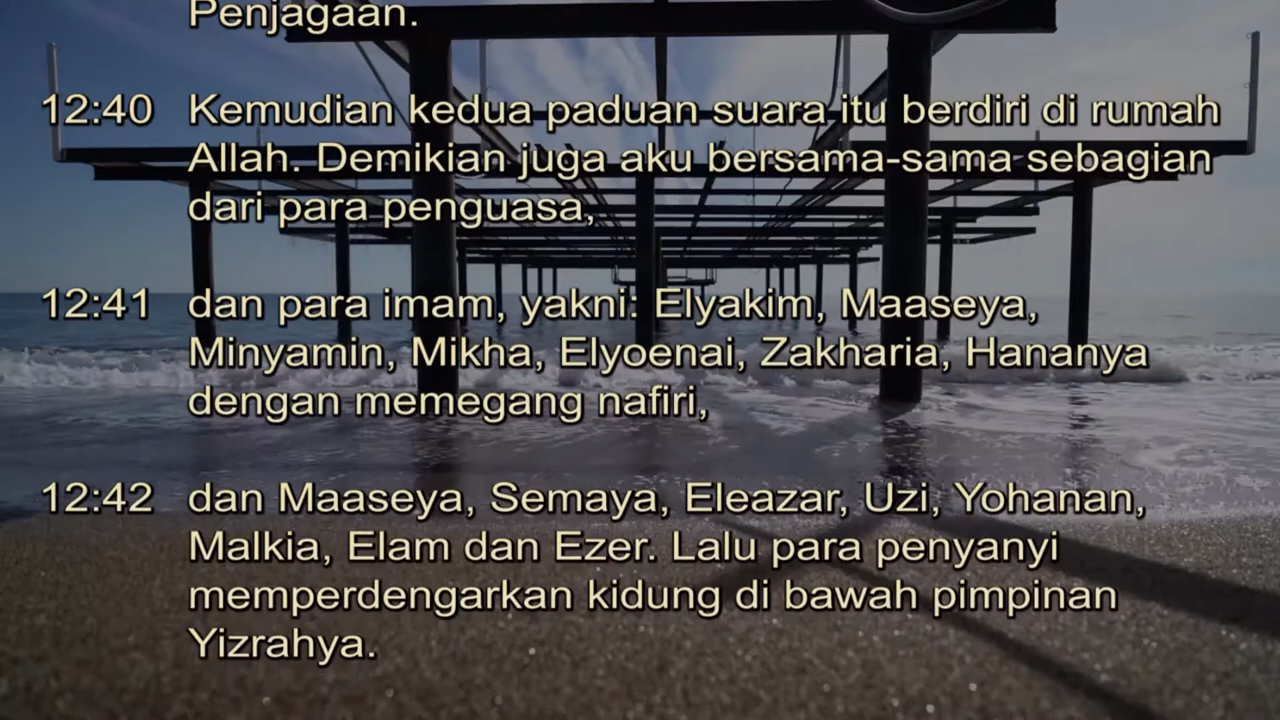 Penjagaan.
12:40 Kemudian kedua paduan suara itu berdiri di rumah
Allah. Demikian juga aku bersama-sama sebagian
dari para penguasa,
12:41 dan para imam, yakni: Elyakim, Maaseya,
Minyamin, Mikha, Elyoenai, Zakharia, Hananya
dengan memegang nafiri,
12:42 dan Maaseya, Semaya, Eleazar, Uzi, Yohanan,
Malkia, Elam dan Ezer. Lalu para penyanyi
memperdengarkan kidung di bawah pimpinan
Yizrahya.